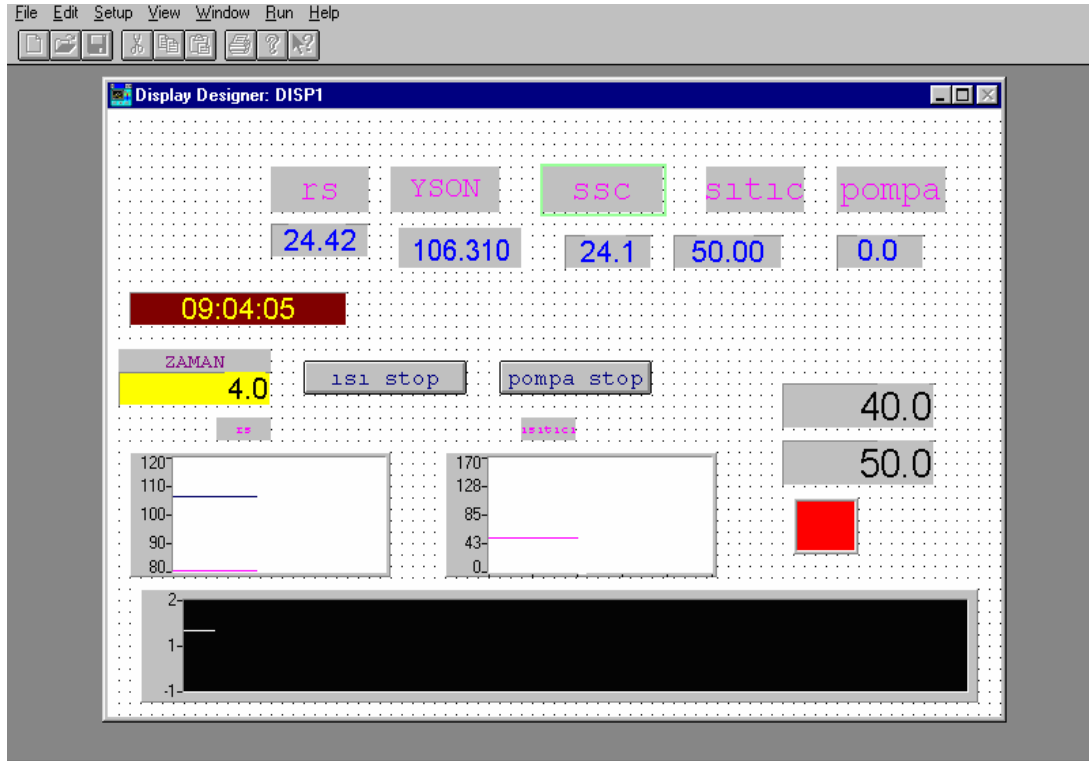 File Edit Setup View Window Run Help
Display Designer: DISP1
rs YSON ssc sıtıc pompa
24.42 106.310 24.1 50.00 0.0
09:04:05
ZAMAN
4.0
ısı stop pompa stop
40.0
rs ısıtıcı
50.0
120 170
110 128
100 85
90 43
80 0
2
1
-1